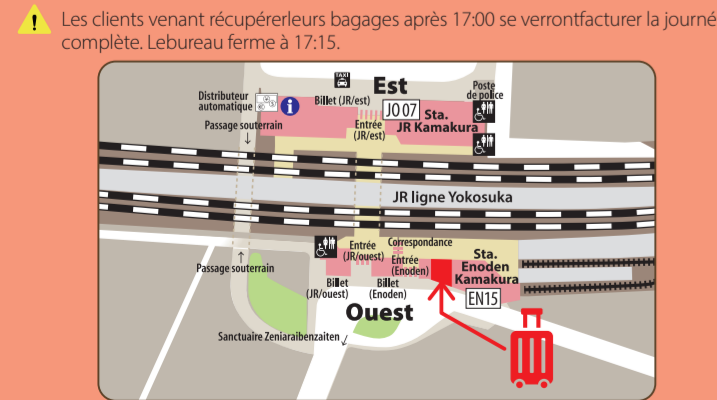 Les clients venant récupérerleurs bagages après 17:00 se verrontfacturer la journé
complète. Lebureau ferme à 17:15.
TAXI
Est
Poste
de police
Distributeur
automatique
Billet (JR/est)
JO 07
Sta.
JR Kamakura
Passage souterrain
Entrée
(JR/est)
JR ligne Yokosuka
Passage souterrain
Entrée
(JR/ouest)
Correspondance
Entrée
(Enoden)
Sta.
Enoden
Kamakura
Billet
(JR/ouest)
Billet
(Enoden)
EN15
Ouest
Sanctuaire Zeniaraibenzaiten